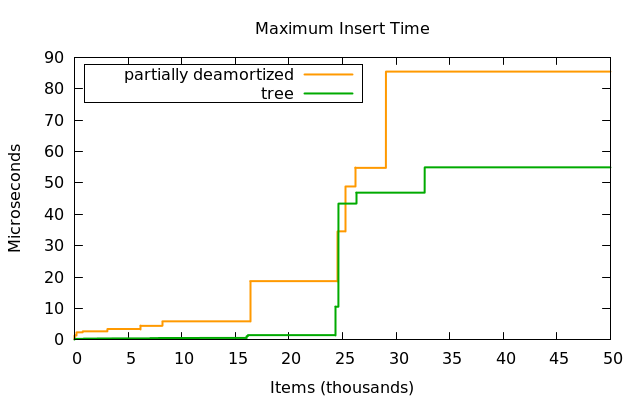 Maximum Insert Time
90
80
70
60
50
40
30
20
10
0
Microseconds
partially deamortized
tree
0 5 10 15 20 25 30 35 40 45 50
Items (thousands)